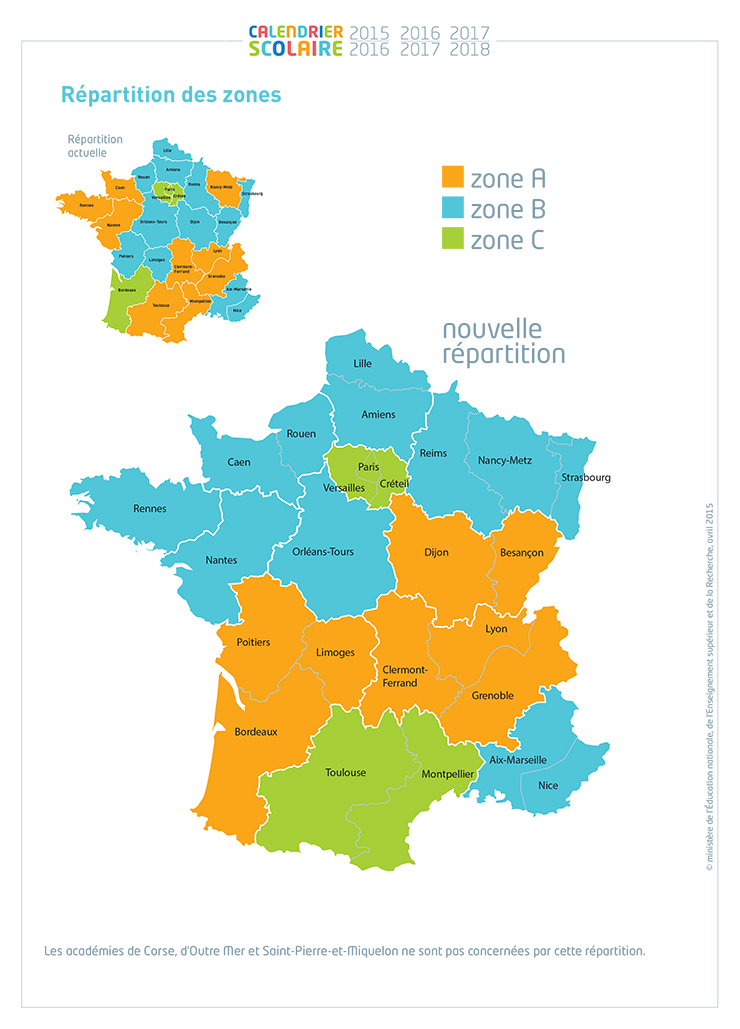 CALENDRIER 2015 2016 2017
SCOLAIRE 2016 2017 2018
Répartition des zones
Répartition
actuelle
Lille
Amiens
Rouen
Caen
Paris
Versailles
Créteil
Reims
Nancy-Metz
Strasbourg
Rennes
Nantes
Orléans-Tours
Dijon
Besançon
Poitiers
Limoges
Clermont-
Ferrand
Lyon
Grenoble
Bordeaux
Toulouse
Montpellier
Aix-Marseille
Nice
zone A
zone B
zone C
nouvelle
répartition
Lille
Amiens
Rouen
Caen
Paris
Versailles
Créteil
Reims
Nancy-Metz
Strasbourg
Rennes
Nantes
Orléans-Tours
Dijon
Besançon
Poitiers
Limoges
Clermont-
Ferrand
Lyon
Grenoble
Bordeaux
Toulouse
Montpellier
Aix-Marseille
Nice
© ministère de l'Éducation nationale, de l'Enseignement supérieur et de la Recherche, avril 2015
Les académies de Corse, d'Outre Mer et Saint-Pierre-et-Miquelon ne sont pas concernées par cette répartition.